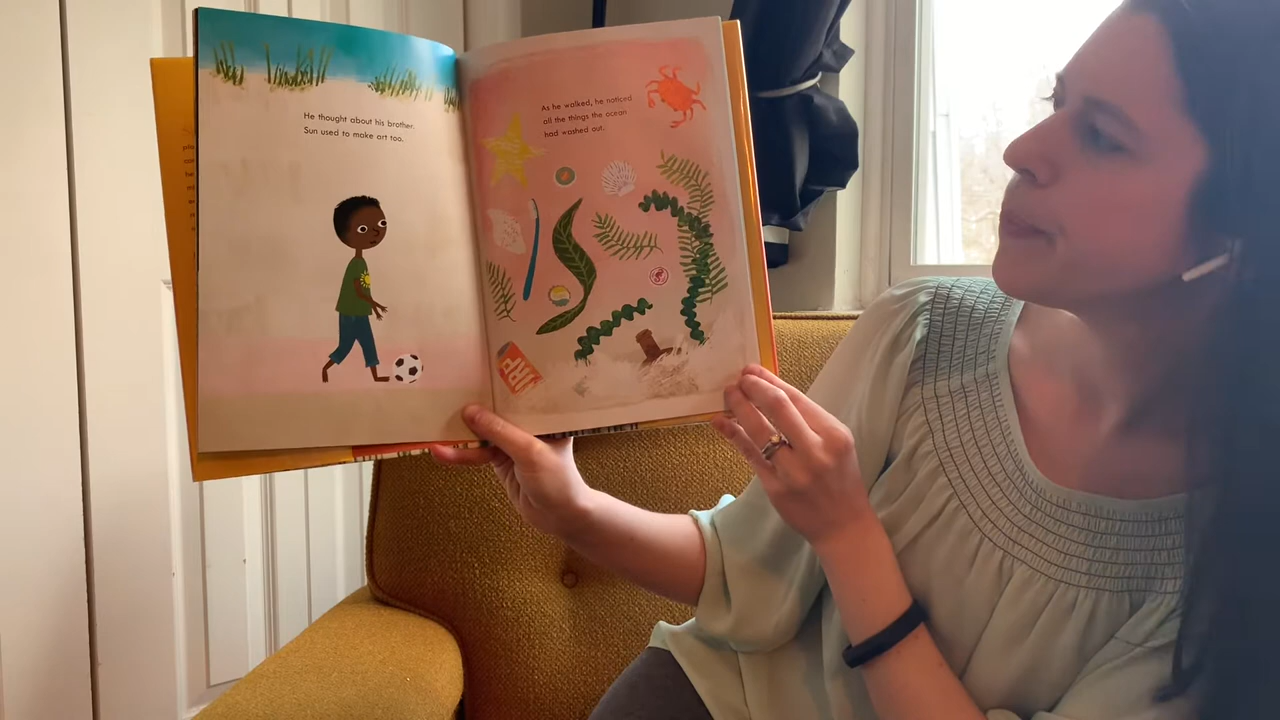 He thought about his brother.
Sun used to make art too.
As he walked, he noticed
all the things the ocean
had washed out.